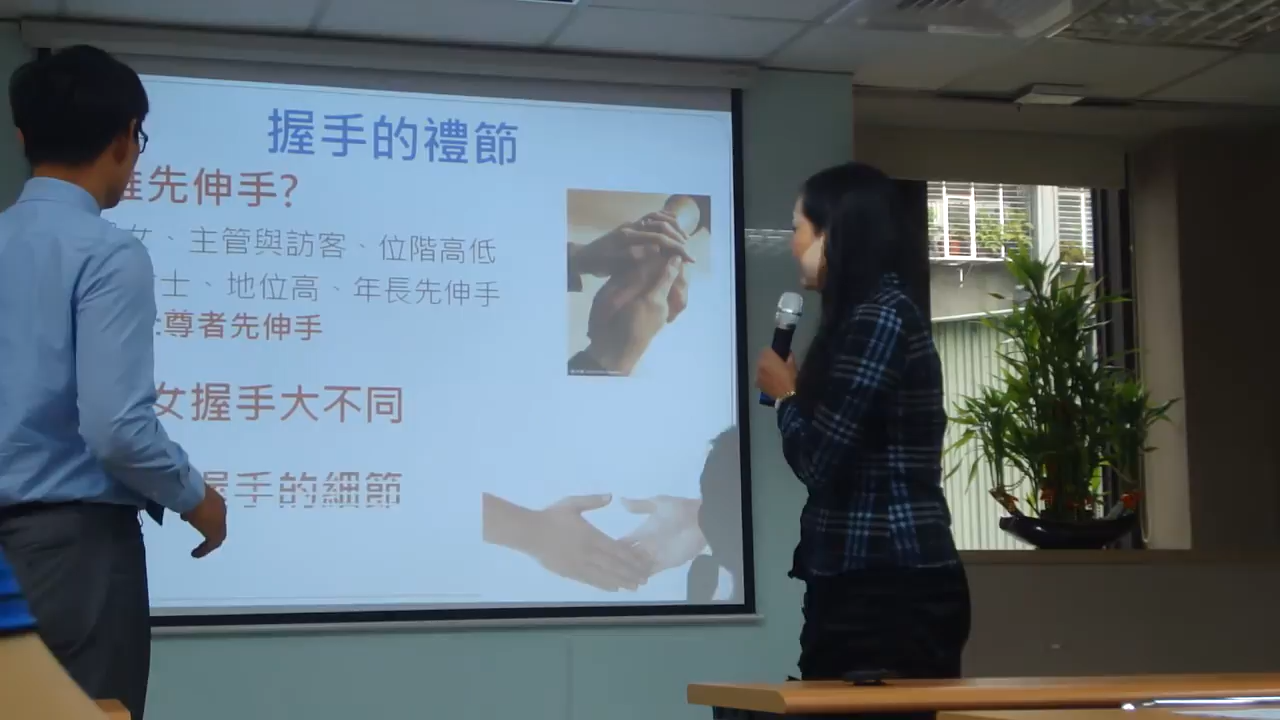 握手的禮節
誰先伸手?
女、主管與訪客、位階高低
士、地位高、年長先伸手
:尊者先伸手
女握手大不同
握手的細節